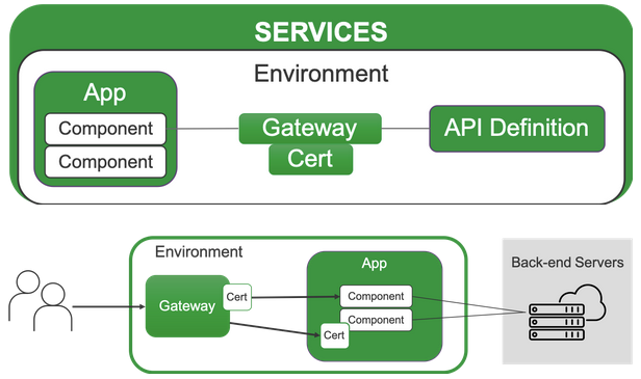 SERVICES
Environment
App
Component
Component
Gateway
Cert
API Definition
Environment
Gateway
Cert
App
Component
Component
Cert
Back-end Servers